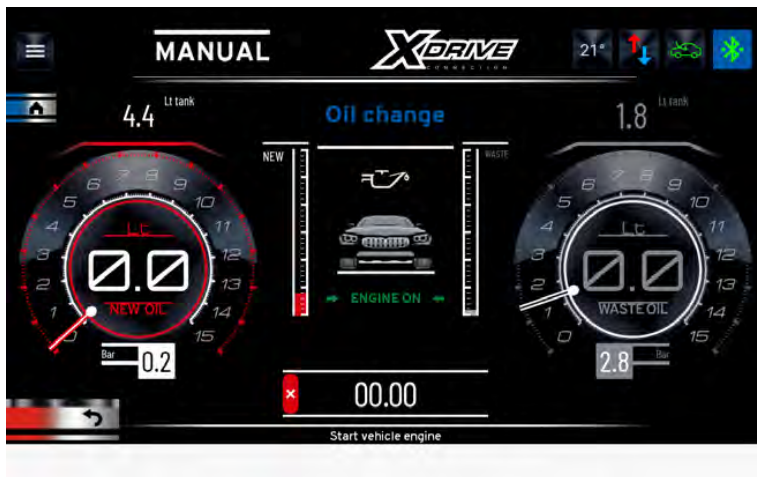 MANUAL
XDRIVE
CONNECTION
21°
4.4 Lt tank
Oil change
1.8 Lt tank
NEW
WASTE
0 1 2 3 4 5 6 7 8 9 10 11 12 13 14 15
Lt
0.0
NEW OIL
Bar 0.2
ENGINE ON
0 1 2 3 4 5 6 7 8 9 10 11 12 13 14 15
Lt
0.0
WASTE OIL
2.8 Bar
× 00.00
Start vehicle engine